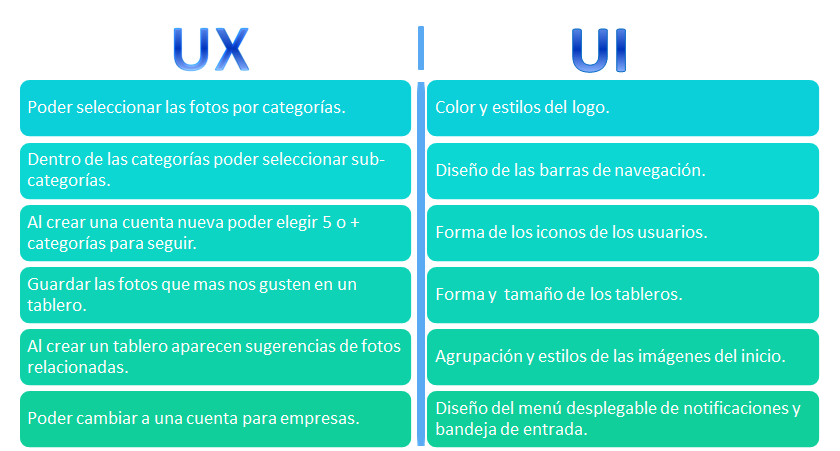 UX
UI
Poder seleccionar las fotos por categorías.
Color y estilos del logo.
Dentro de las categorías poder seleccionar sub-
categorías.
Diseño de las barras de navegación.
Al crear una cuenta nueva poder elegir 5 o +
categorías para seguir.
Forma de los iconos de los usuarios.
Guardar las fotos que mas nos gusten en un
tablero.
Forma y  tamaño de los tableros.
Al crear un tablero aparecen sugerencias de fotos
relacionadas.
Agrupación y estilos de las imágenes del inicio.
Poder cambiar a una cuenta para empresas.
Diseño del menú desplegable de notificaciones y
bandeja de entrada.